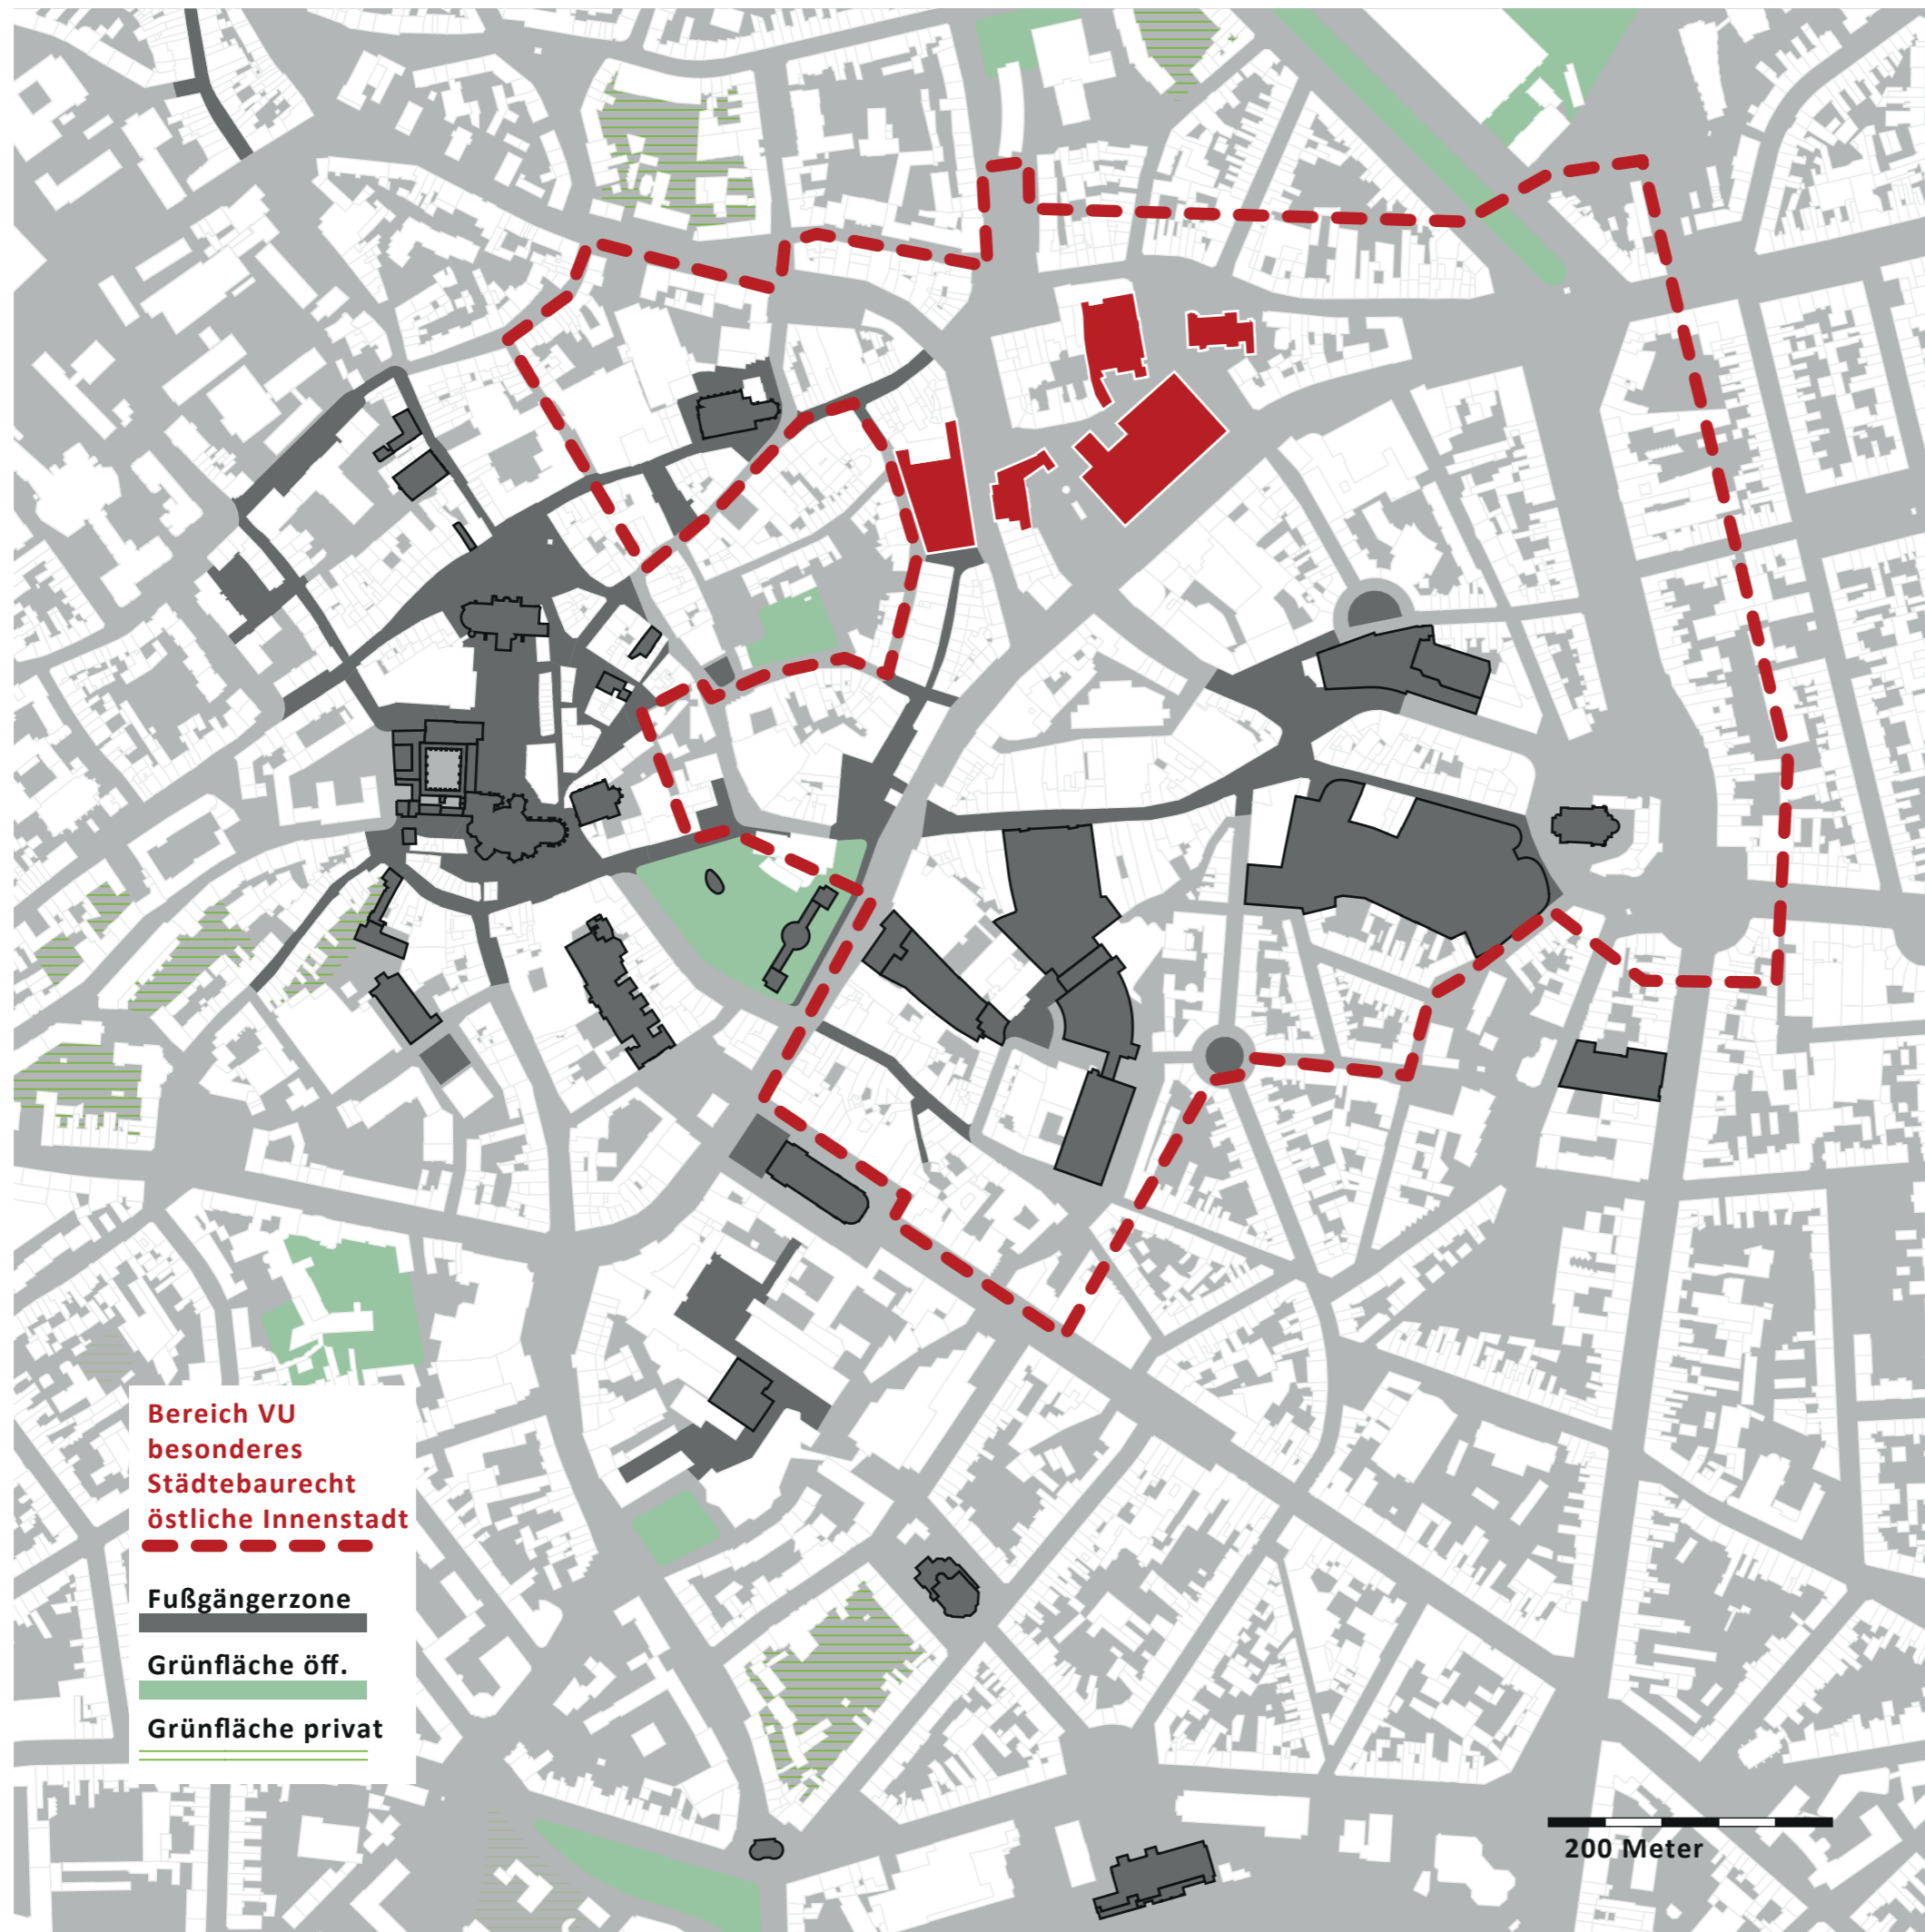 Bereich VU
besonderes
Städtebaurecht
östliche Innenstadt
Fußgängerzone
Grünfläche öff.
Grünfläche privat
200 Meter